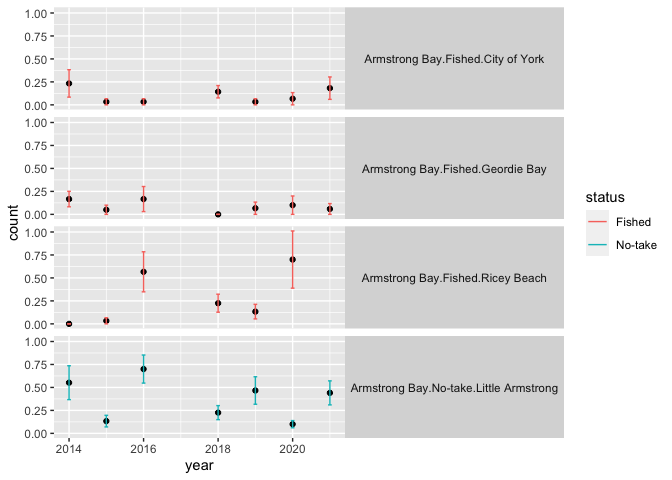 count
1.00
0.75
0.50
0.25
0.00
Armstrong Bay.Fished.City of York
1.00
0.75
0.50
0.25
0.00
Armstrong Bay.Fished.Geordie Bay
1.00
0.75
0.50
0.25
0.00
Armstrong Bay.Fished.Ricey Beach
1.00
0.75
0.50
0.25
0.00
Armstrong Bay.No-take.Little Armstrong
2014 2016 2018 2020
year
status
Fished
No-take